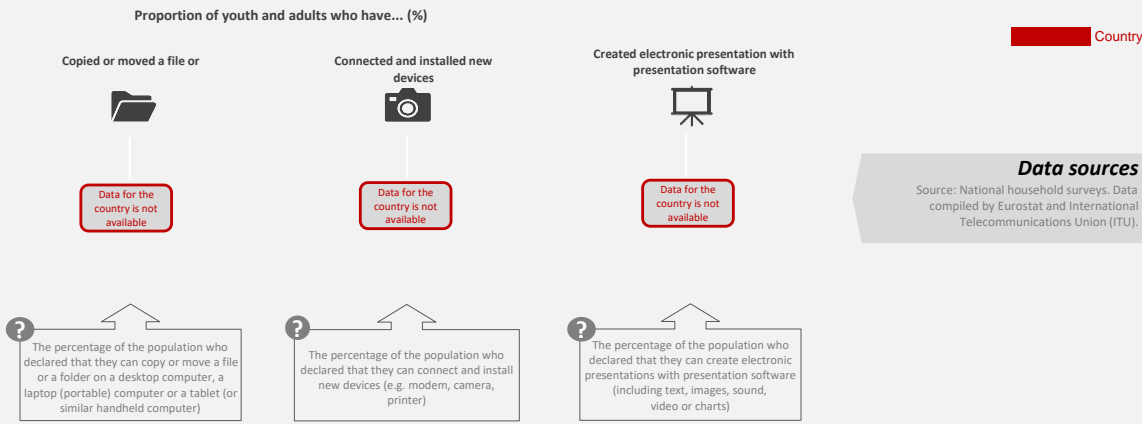 Proportion of youth and adults who have... (%)
Country
Copied or moved a file or
Connected and installed new
devices
Created electronic presentation with
presentation software
Data for the
country is not
available
Data for the
country is not
available
Data for the
country is not
available
Data sources
Source: National household surveys. Data
compiled by Eurostat and International
Telecommunications Union (ITU).
?
The percentage of the population who
declared that they can copy or move a file
or a folder on a desktop computer, a
laptop (portable) computer or a tablet (or
similar handheld computer)
?
The percentage of the population who
declared that they can connect and install
new devices (e.g. modem, camera,
printer)
?
The percentage of the population who
declared that they can create electronic
presentations with presentation software
(including text, images, sound,
video or charts)